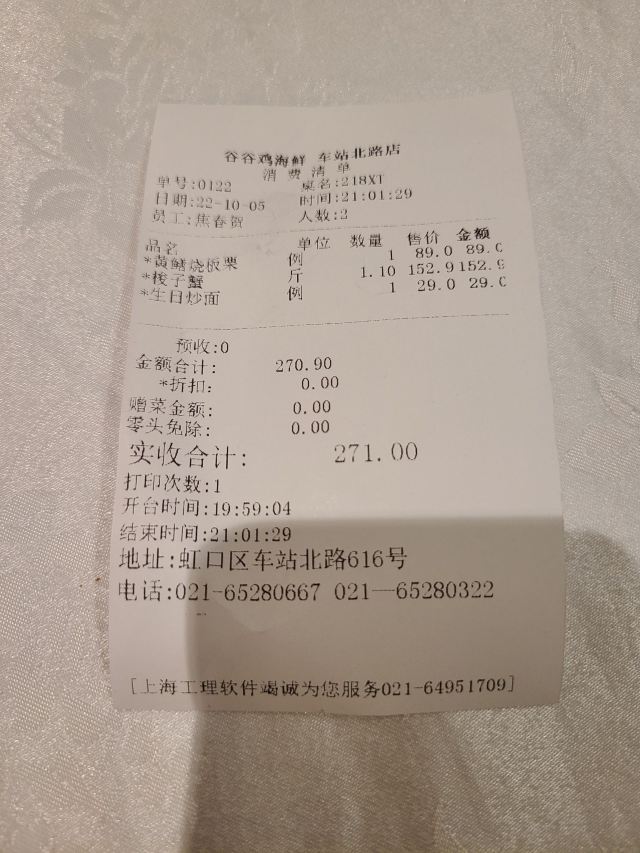 谷谷鸡海鲜 车站北路店
消 费 清 单
单号:0122 桌名:218XT
日期:22-10-05 时间:21:01:29
员工:焦春贺 人数:2
品名 单位 数量 售价 金额
*黄鳝烧板栗 例 1 89.0 89.0
*梭子蟹 斤 1.10 152.9 152.9
*生日炒面 例 1 29.0 29.0
预收:0
金额合计: 270.90
*折扣: 0.00
赠菜金额: 0.00
零头免除: 0.00
实收合计: 271.00
打印次数:1
开台时间:19:59:04
结束时间:21:01:29
地址:虹口区车站北路616号
电话:021-65280667 021—65280322
[上海工理软件竭诚为您服务021-64951709]